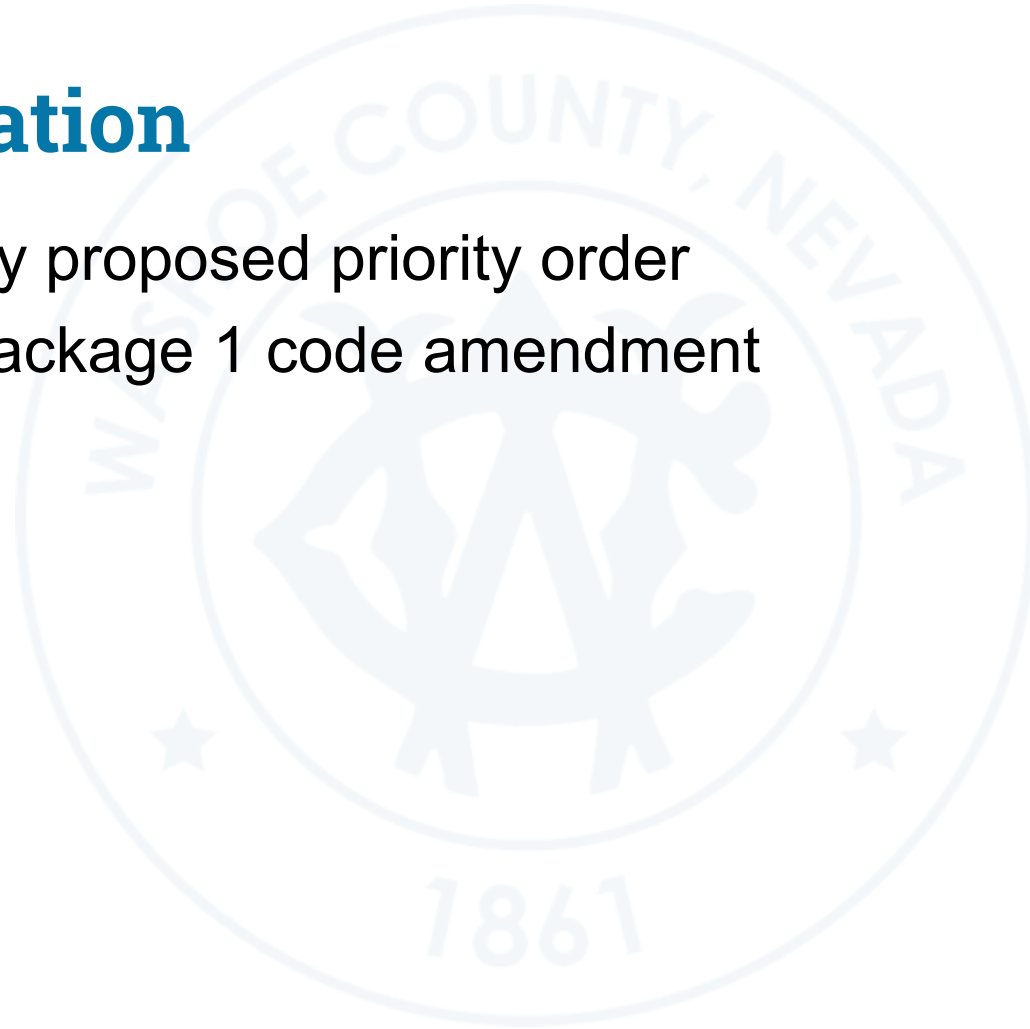 ation
y proposed priority order
ackage 1 code amendment
WASHOE COUNTY, NEVADA
1861